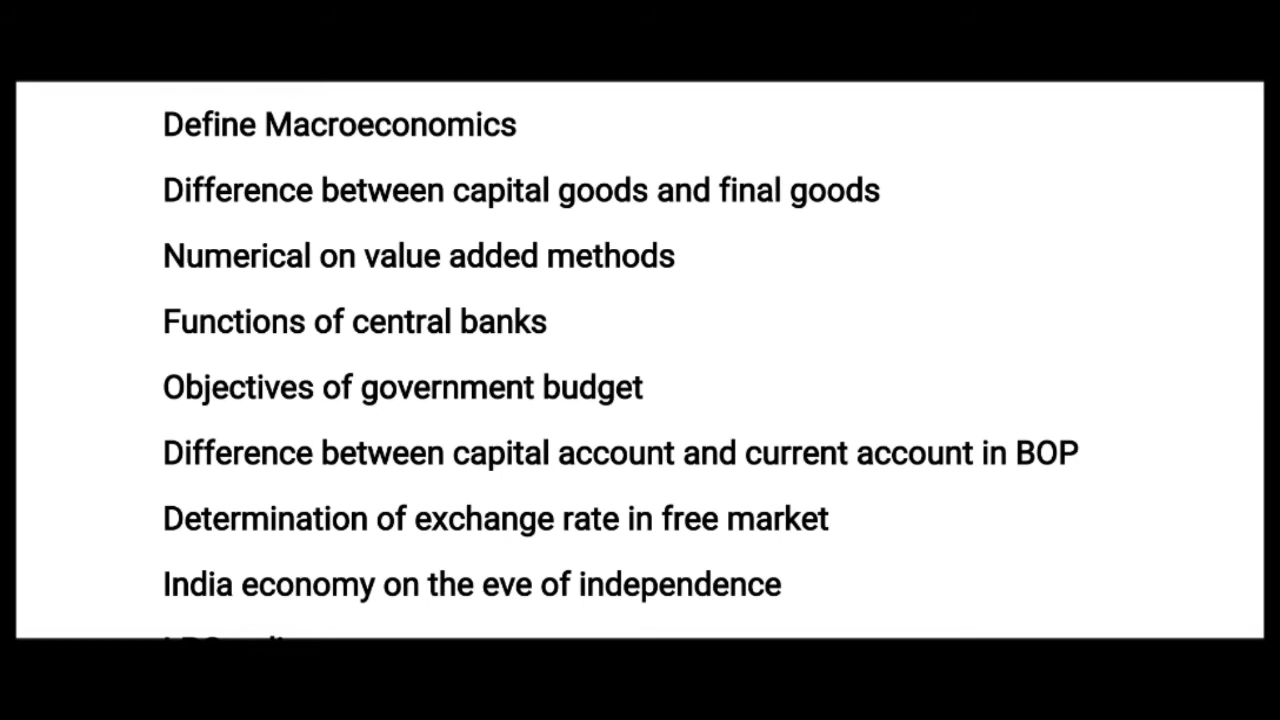 Define Macroeconomics
Difference between capital goods and final goods
Numerical on value added methods
Functions of central banks
Objectives of government budget
Difference between capital account and current account in BOP
Determination of exchange rate in free market
India economy on the eve of independence